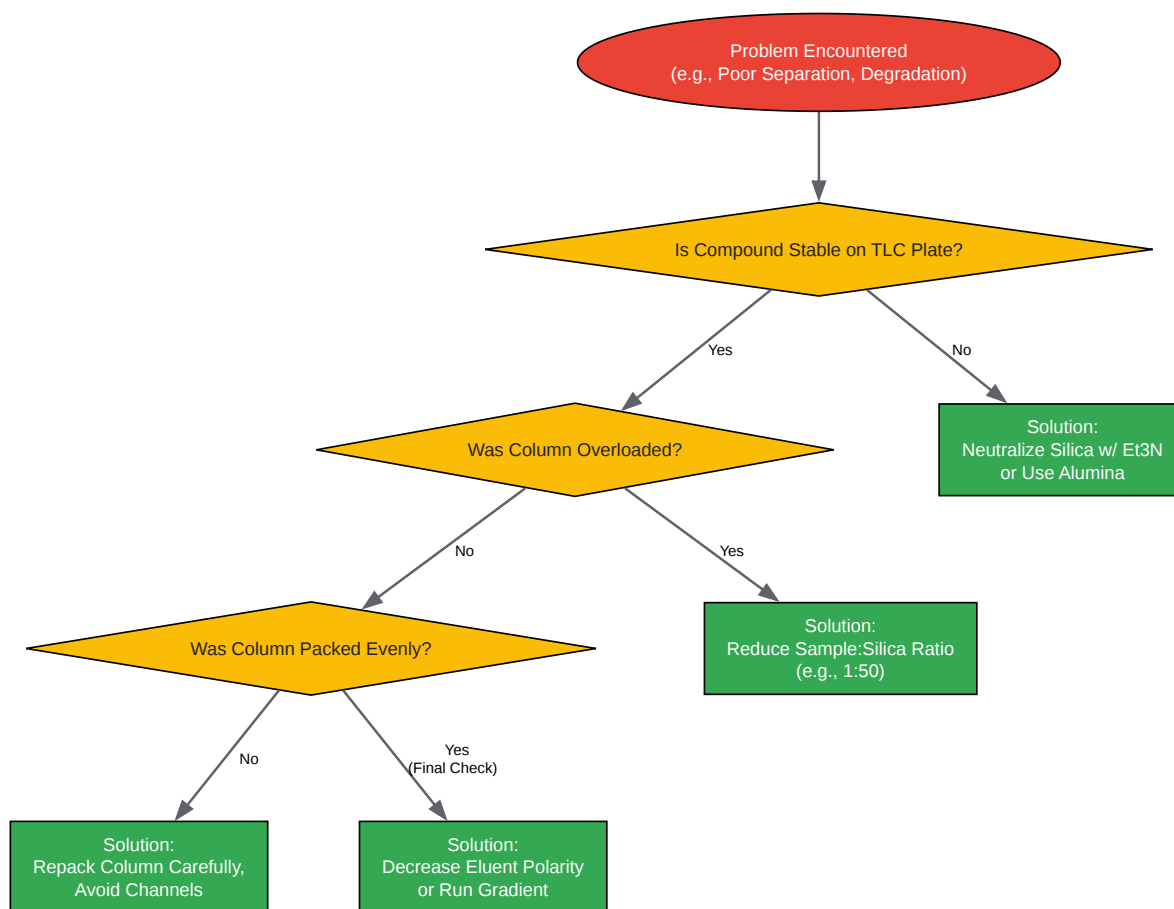 Problem Encountered
(e.g., Poor Separation, Degradation)
Is Compound Stable on TLC Plate?
Yes
No
Was Column Overloaded?
Solution:
Neutralize Silica w/ Et3N
or Use Alumina
No
Yes
Was Column Packed Evenly?
Solution:
Reduce Sample:Silica Ratio
(e.g., 1:50)
No
Yes
(Final Check)
Solution:
Repack Column Carefully,
Avoid Channels
Solution:
Decrease Eluent Polarity
or Run Gradient